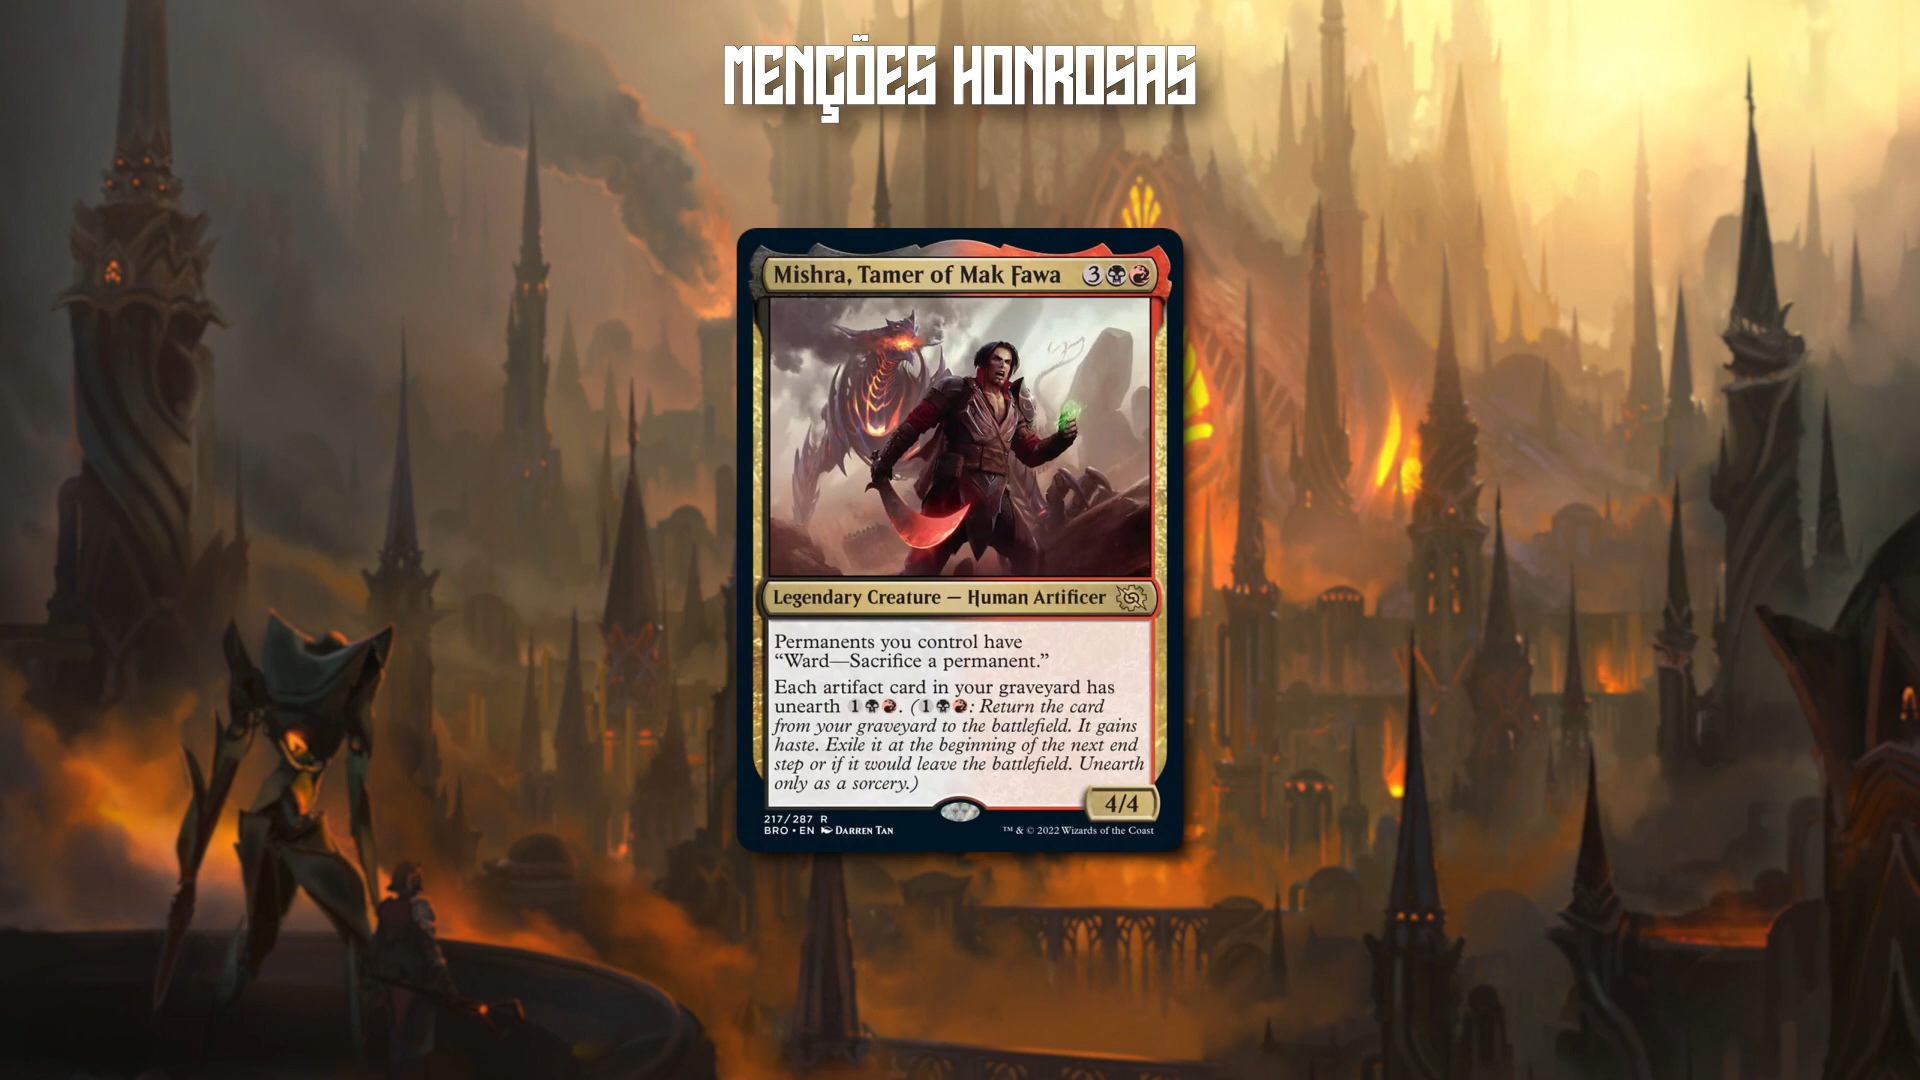 MENÇÕES HONROSAS
Mishra, Tamer of Mak Fawa 3
Legendary Creature — Human Artificer
Permanents you control have
“Ward—Sacrifice a permanent.”
Each artifact card in your graveyard has
unearth 1. (1: Return the card
from your graveyard to the battlefield. It gains
haste. Exile it at the beginning of the next end
step or if it would leave the battlefield. Unearth
only as a sorcery.)
4/4
217/287 R
BRO • EN Darren Tan
™ & © 2022 Wizards of the Coast